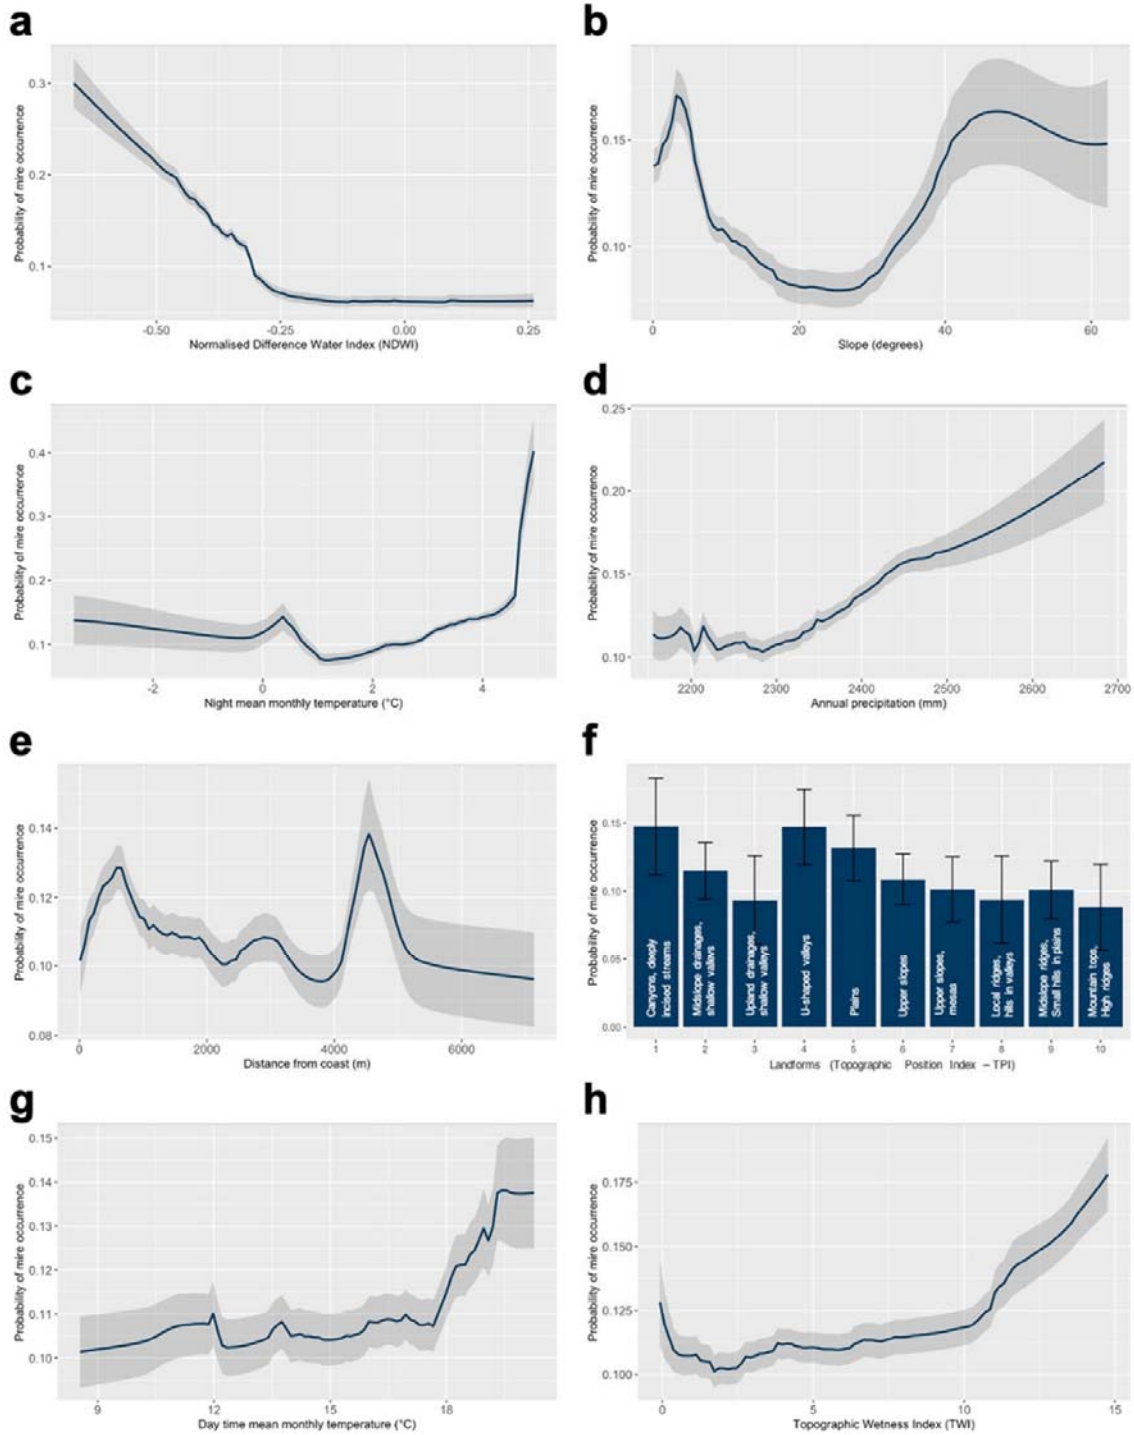 a
Probability of mire occurrence
0.3
0.2
0.1
-0.50
-0.25
0.00
0.25
Normalised Difference Water Index (NDWI)
b
Probability of mire occurrence
0.15
0.10
0
20
40
60
Slope (degrees)
c
Probability of mire occurrence
0.4
0.3
0.2
0.1
-2
0
2
4
Night mean monthly temperature (°C)
d
Probability of mire occurrence
0.25
0.20
0.15
0.10
2200
2300
2400
2500
2600
2700
Annual precipitation (mm)
e
Probability of mire occurrence
0.14
0.12
0.10
0.08
0
2000
4000
6000
Distance from coast (m)
f
Probability of mire occurrence
0.15
0.10
0.05
0.00
Canyons, deeply
incised streams
Midslope drainages,
shallow valleys
Upland drainages,
shallow valleys
U-shaped valleys
Plains
Upper slopes
Upper slopes,
mesas
Local ridges,
hills in valleys
Midslope ridges,
Small hills in plains
Mountain tops,
High ridges
1
2
3
4
5
6
7
8
9
10
Landforms (Topographic Position Index – TPI)
g
Probability of mire occurrence
0.15
0.14
0.13
0.12
0.11
0.10
9
12
15
18
Day time mean monthly temperature (°C)
h
Probability of mire occurrence
0.175
0.150
0.125
0.100
0
5
10
15
Topographic Wetness Index (TWI)